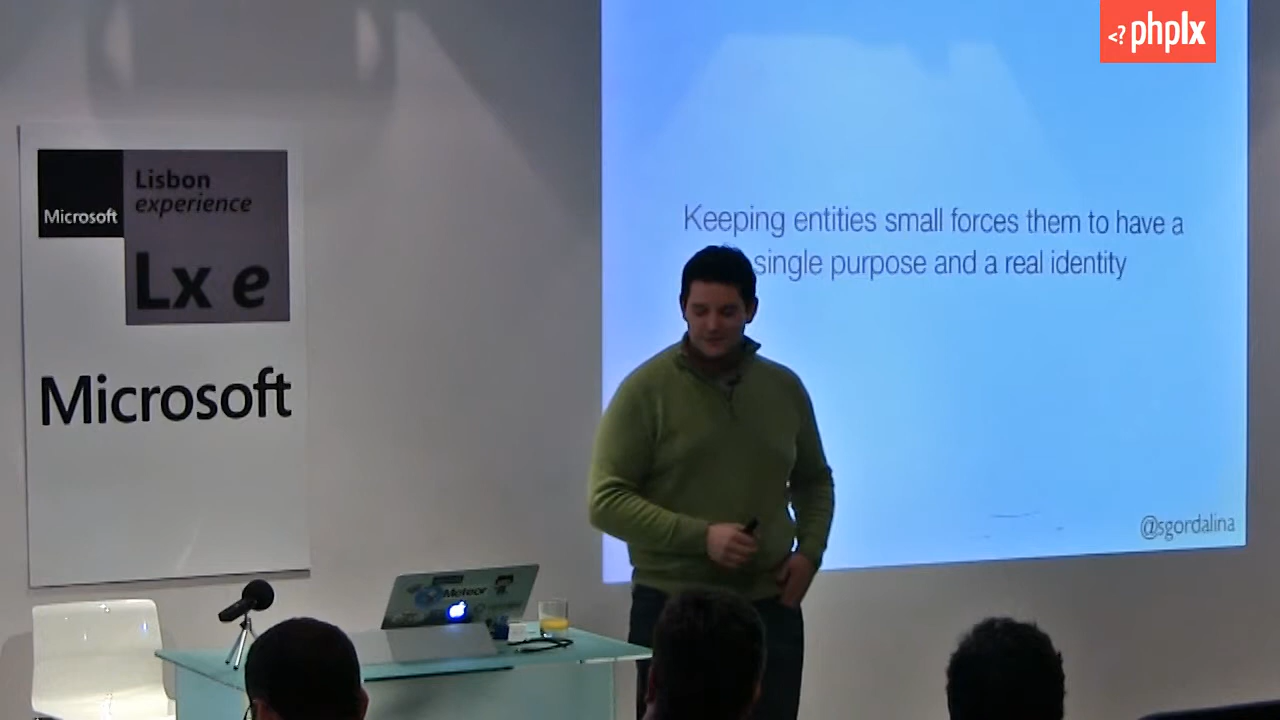 <? phplx
Lisbon
experience
Microsoft
Lx e
Microsoft
Keeping entities small forces them to have a
single purpose and a real identity
@sgordalina
Meteor